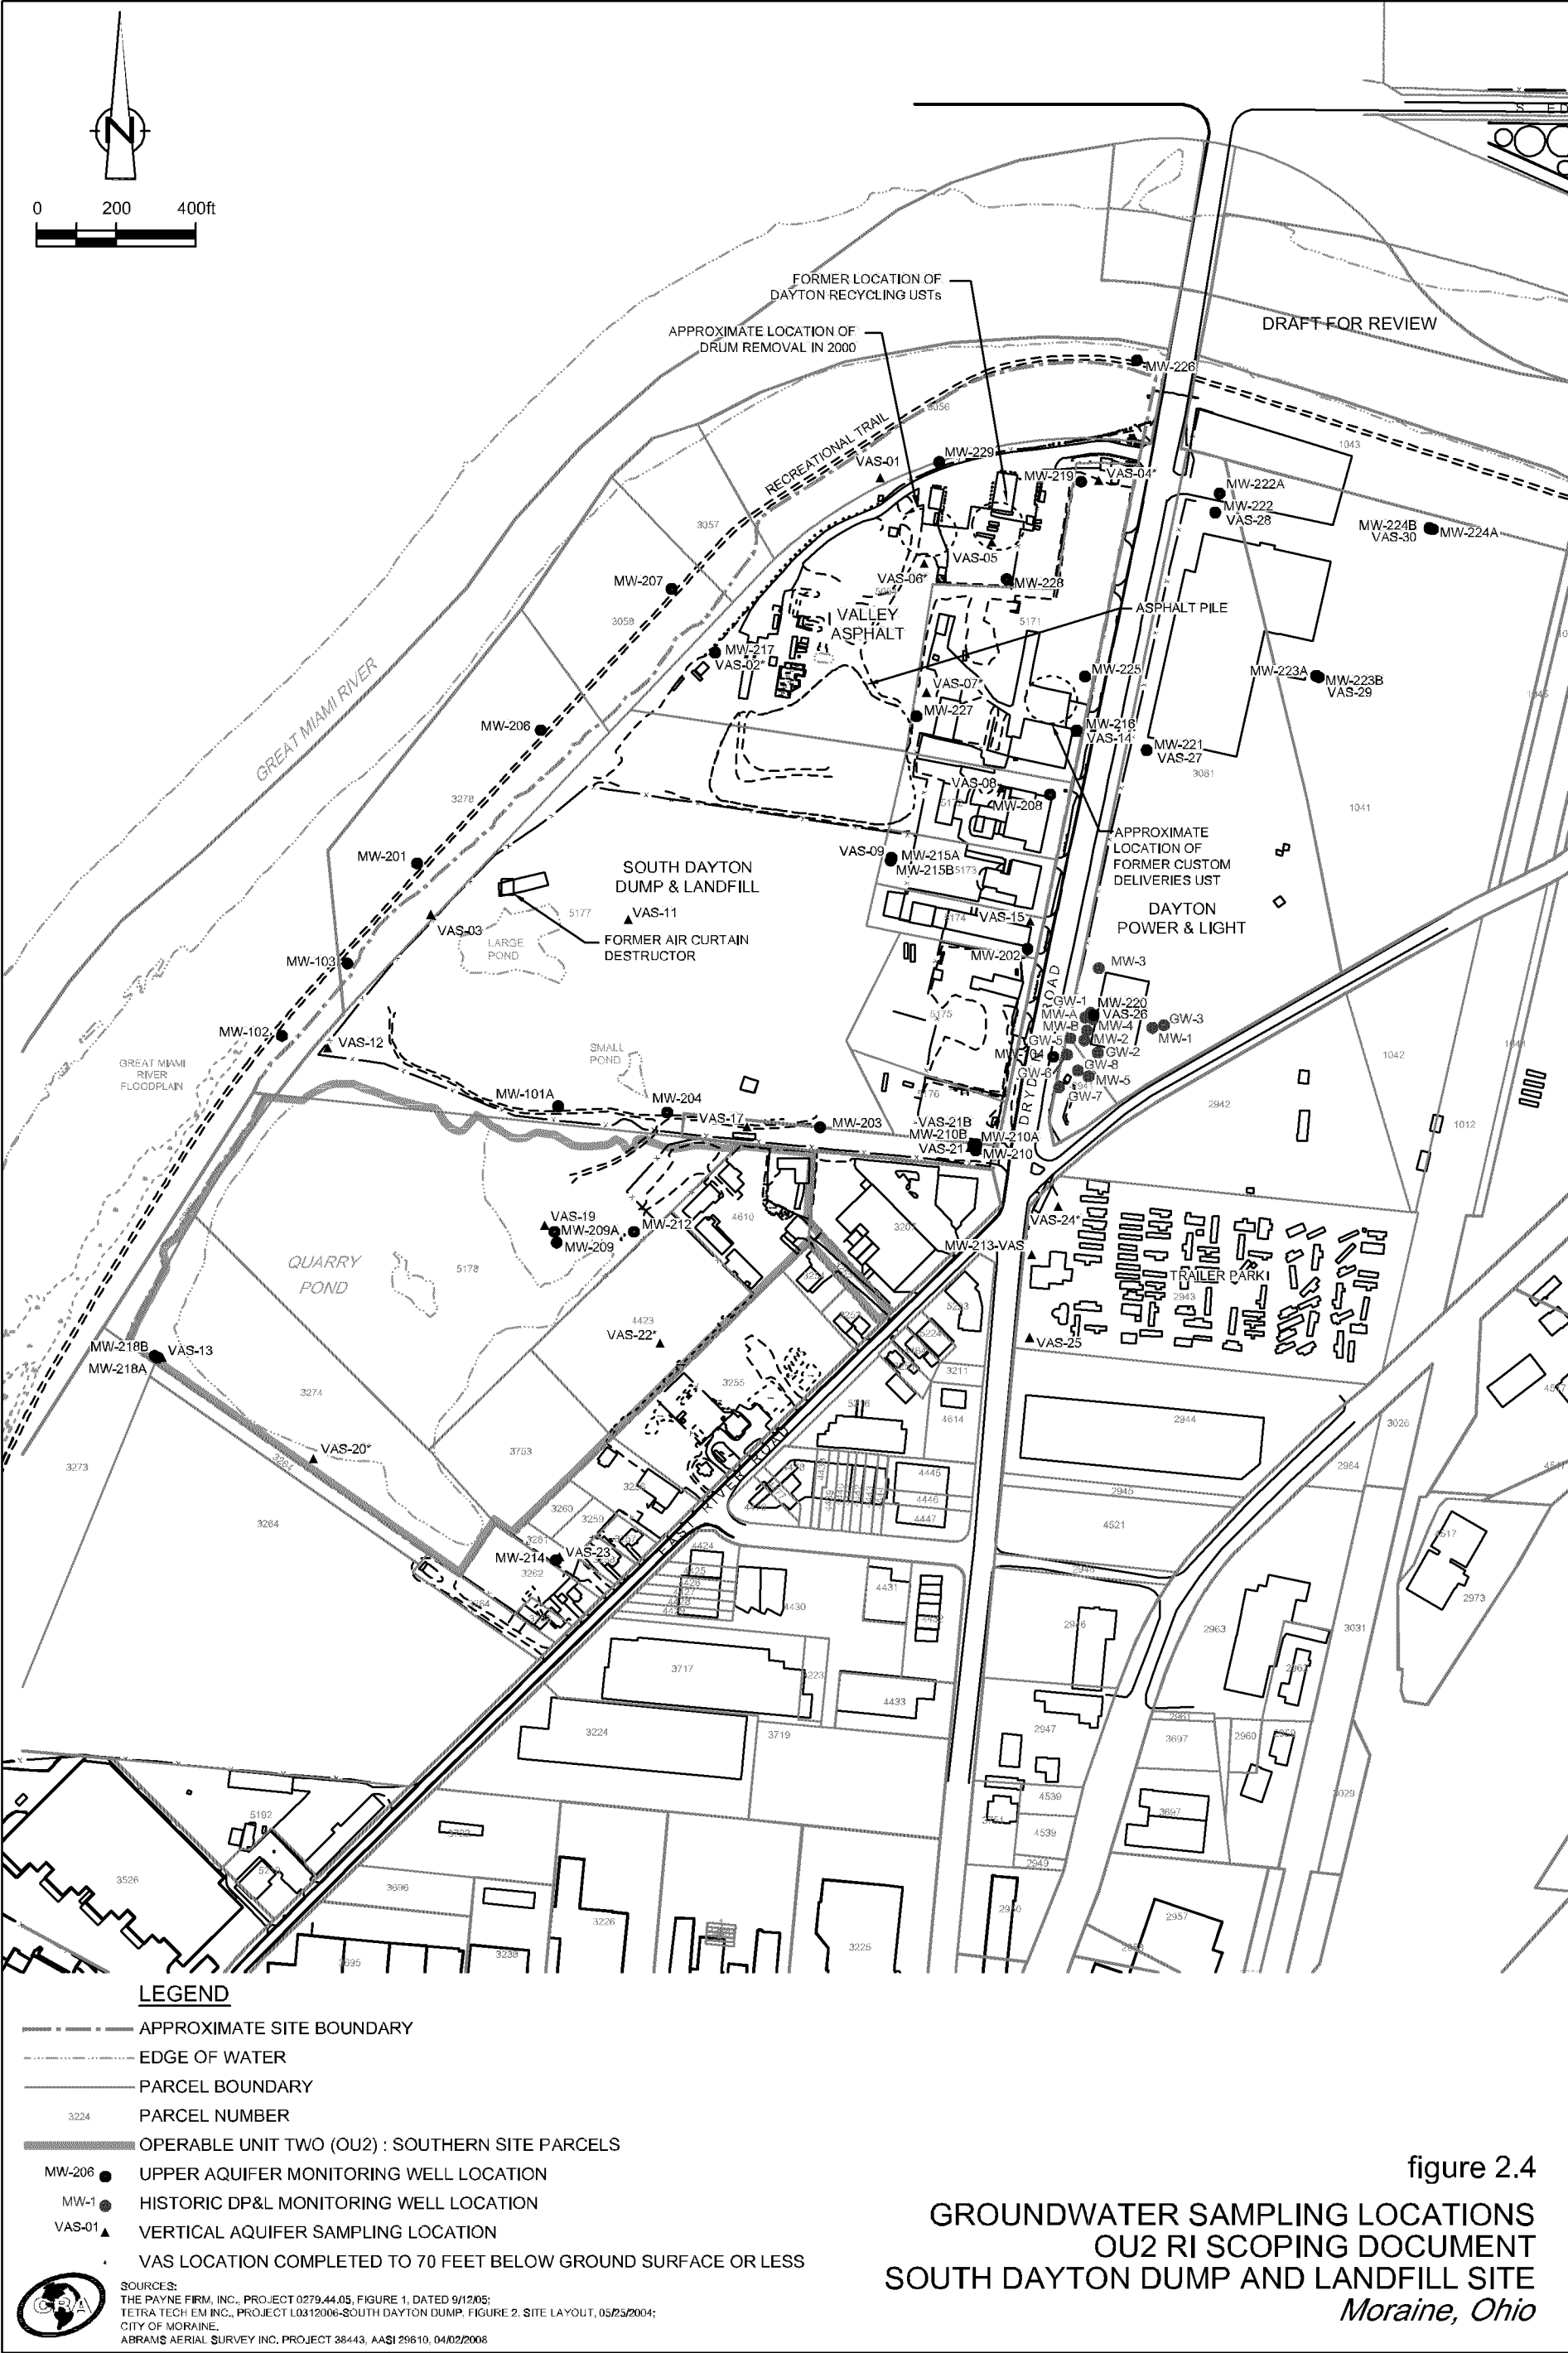 N
0 200 400ft
S. ED
FORMER LOCATION OF
DAYTON RECYCLING USTs
APPROXIMATE LOCATION OF
DRUM REMOVAL IN 2000
DRAFT FOR REVIEW
MW-226
3056
RECREATIONAL TRAIL
1043
VAS-01
MW-229
MW-219
VAS-04*
MW-222A
MW-222
VAS-28
MW-224B
VAS-30
MW-224A
3057
VAS-05
VAS-06*
MW-228
MW-207
VALLEY
ASPHALT
ASPHALT PILE
3058
5171
MW-217
VAS-02*
MW-225
MW-223A
MW-223B
VAS-29
VAS-07*
MW-227
GREAT MIAMI RIVER
MW-206
MW-216
VAS-14*
MW-221
VAS-27
3081
3278
VAS-08
5172
MW-208
1041
APPROXIMATE
LOCATION OF
FORMER CUSTOM
DELIVERIES UST
MW-201
VAS-09
MW-215A
MW-215B
5173
SOUTH DAYTON
DUMP & LANDFILL
5177
VAS-11
VAS-03
LARGE
POND
FORMER AIR CURTAIN
DESTRUCTOR
5174
VAS-15
DAYTON
POWER & LIGHT
MW-103
MW-202
MW-3
DRYDEN ROAD
5175
GW-1
MW-220
MW-A
VAS-26
MW-B
MW-4
GW-3
MW-1
GW-5
MW-2
MW-102
VAS-12
SMALL
POND
MW-104
GW-2
GW-6
GW-8
MW-5
GW-7
1042
GREAT MIAMI
RIVER
FLOODPLAIN
5176
2942
MW-101A
MW-204
VAS-17
MW-203
VAS-21B
MW-210B
MW-210A
VAS-21
MW-210
1012
VAS-19
MW-209A
MW-209
MW-212
4610
VAS-24*
MW-213-VAS
QUARRY
POND
5178
TRAILER PARK
2943
4423
VAS-22*
MW-218B
MW-218A
VAS-13
VAS-25
3274
3255
3211
4614
2944
3026
3273
VAS-20*
3264
3753
2964
4445
4446
4447
2945
4521
3264
3260
3259
3262
MW-214
VAS-23
4424
4430
4431
2973
2963
3031
3717
4433
3224
3719
2947
3697
2960
4539
4539
3029
5192
3697
2949
3526
3696
3226
3225
2957
LEGEND
APPROXIMATE SITE BOUNDARY
EDGE OF WATER
PARCEL BOUNDARY
3224 PARCEL NUMBER
OPERABLE UNIT TWO (OU2) : SOUTHERN SITE PARCELS
MW-206 UPPER AQUIFER MONITORING WELL LOCATION
MW-1 HISTORIC DP&L MONITORING WELL LOCATION
VAS-01 VERTICAL AQUIFER SAMPLING LOCATION
* VAS LOCATION COMPLETED TO 70 FEET BELOW GROUND SURFACE OR LESS
CRA
SOURCES:
THE PAYNE FIRM, INC., PROJECT 0279.44.05, FIGURE 1, DATED 9/12/05;
TETRA TECH EM INC., PROJECT L0312006-SOUTH DAYTON DUMP, FIGURE 2, SITE LAYOUT, 05/25/2004;
CITY OF MORAINE.
ABRAMS AERIAL SURVEY INC. PROJECT 38443, AASI 29610, 04/02/2008
figure 2.4
GROUNDWATER SAMPLING LOCATIONS
OU2 RI SCOPING DOCUMENT
SOUTH DAYTON DUMP AND LANDFILL SITE
Moraine, Ohio